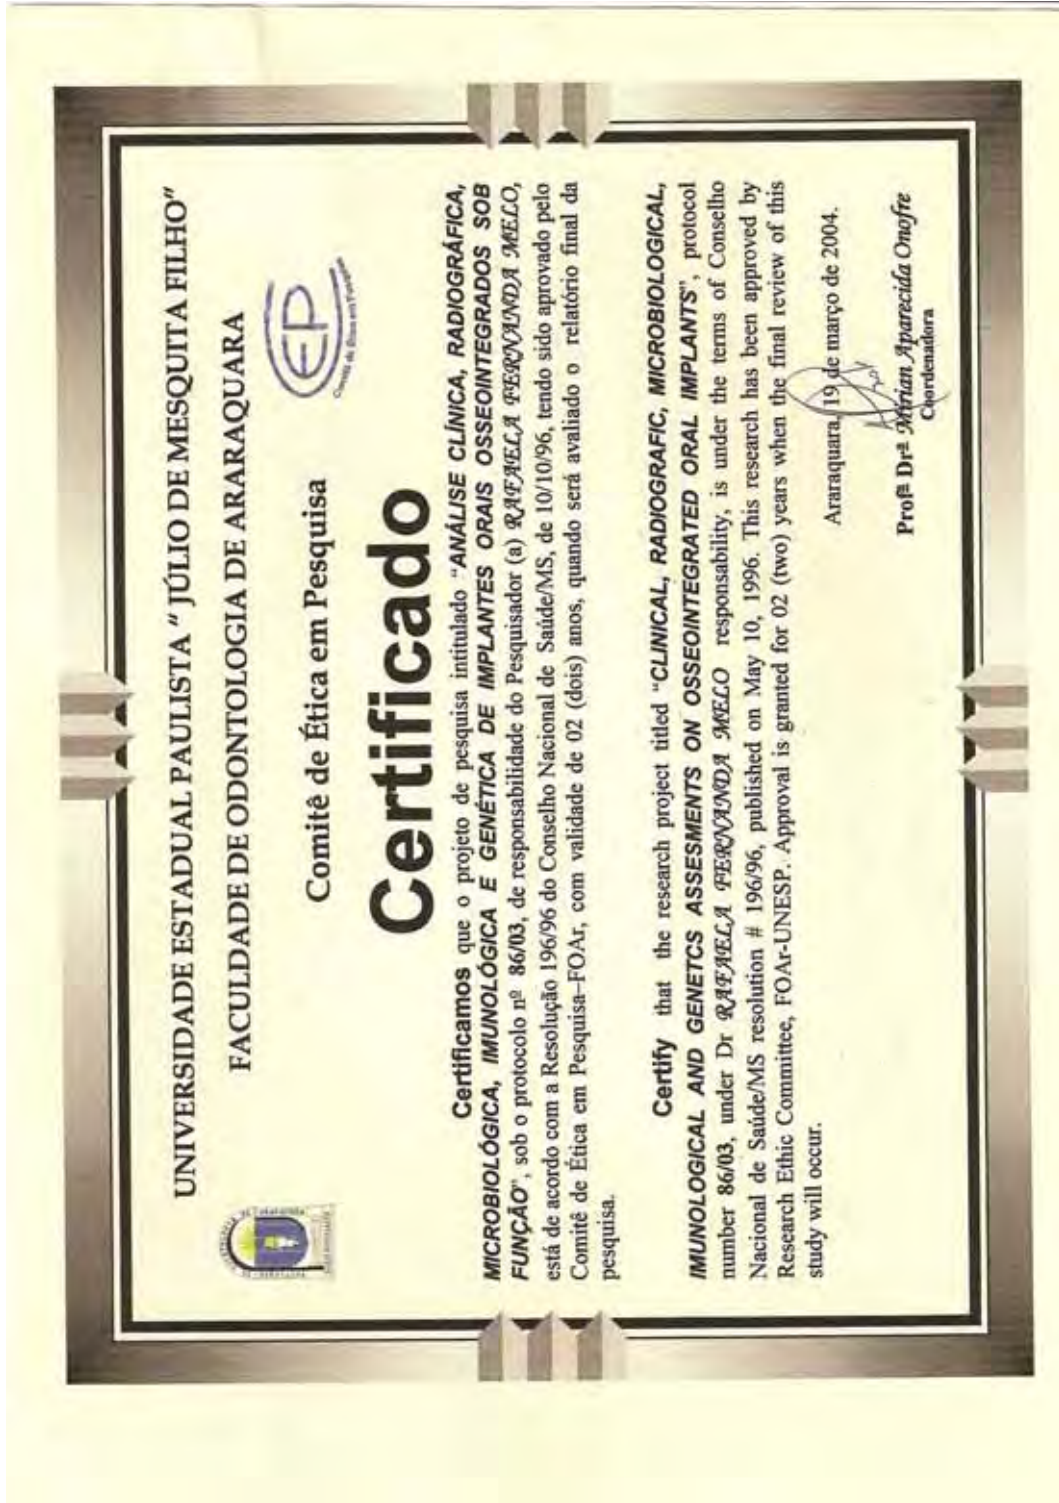 UNIVERSIDADE ESTADUAL PAULISTA " JÚLIO DE MESQUITA FILHO"
FACULDADE DE ODONTOLOGIA DE ARARAQUARA
Comitê de Ética em Pesquisa
CEP
Comitê de Ética em Pesquisa
Certificado
Certificamos que o projeto de pesquisa intitulado "ANÁLISE CLÍNICA, RADIOGRÁFICA,
MICROBIOLÓGICA, IMUNOLÓGICA E GENÉTICA DE IMPLANTES ORAIS OSSEOINTEGRADOS SOB
FUNÇÃO", sob o protocolo nº 86/03, de responsabilidade do Pesquisador (a) RAFAELA FERNANDA MELO,
está de acordo com a Resolução 196/96 do Conselho Nacional de Saúde/MS, de 10/10/96, tendo sido aprovado pelo
Comitê de Ética em Pesquisa–FOAr, com validade de 02 (dois) anos, quando será avaliado o relatório final da
pesquisa.
Certify that the research project titled "CLINICAL, RADIOGRAFIC, MICROBIOLOGICAL,
IMUNOLOGICAL AND GENETCS ASSESMENTS ON OSSEOINTEGRATED ORAL IMPLANTS", protocol
number 86/03, under Dr RAFAELA FERNANDA MELO responsability, is under the terms of Conselho
Nacional de Saúde/MS resolution # 196/96, published on May 10, 1996. This research has been approved by
Research Ethic Committee, FOAr-UNESP. Approval is granted for 02 (two) years when the final review of this
study will occur.
Araraquara, 19 de março de 2004.
Profª Drª Mirian Aparecida Onofre
Coordenadora